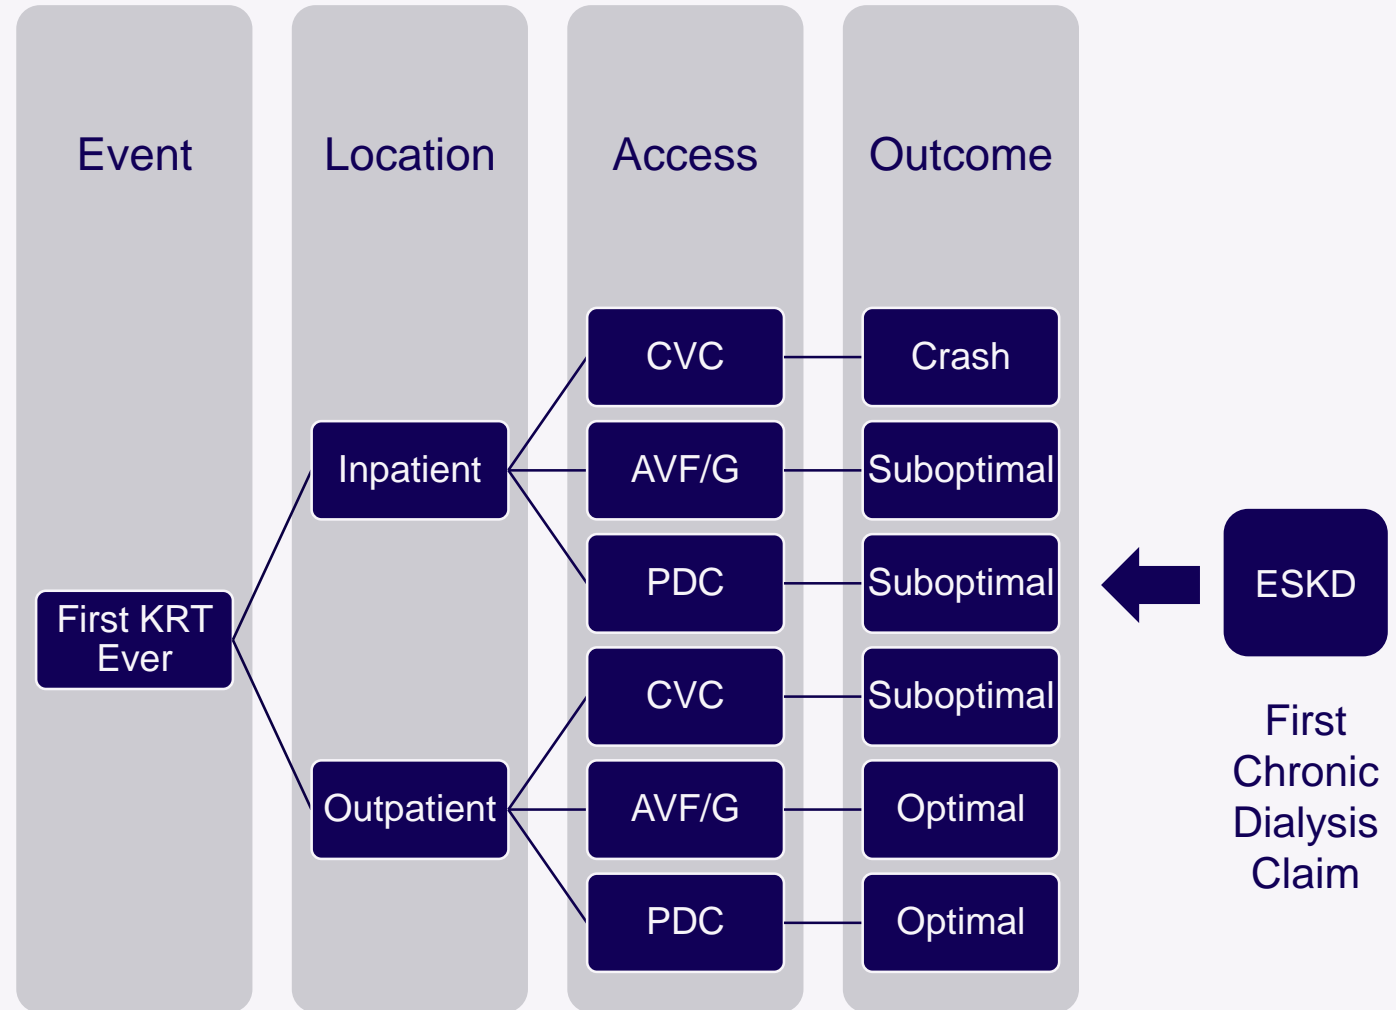 Event
Location
Access
Outcome
First KRT
Ever
Inpatient
Outpatient
CVC
Crash
AVF/G
Suboptimal
PDC
Suboptimal
CVC
Suboptimal
AVF/G
Optimal
PDC
Optimal
ESKD
First
Chronic
Dialysis
Claim